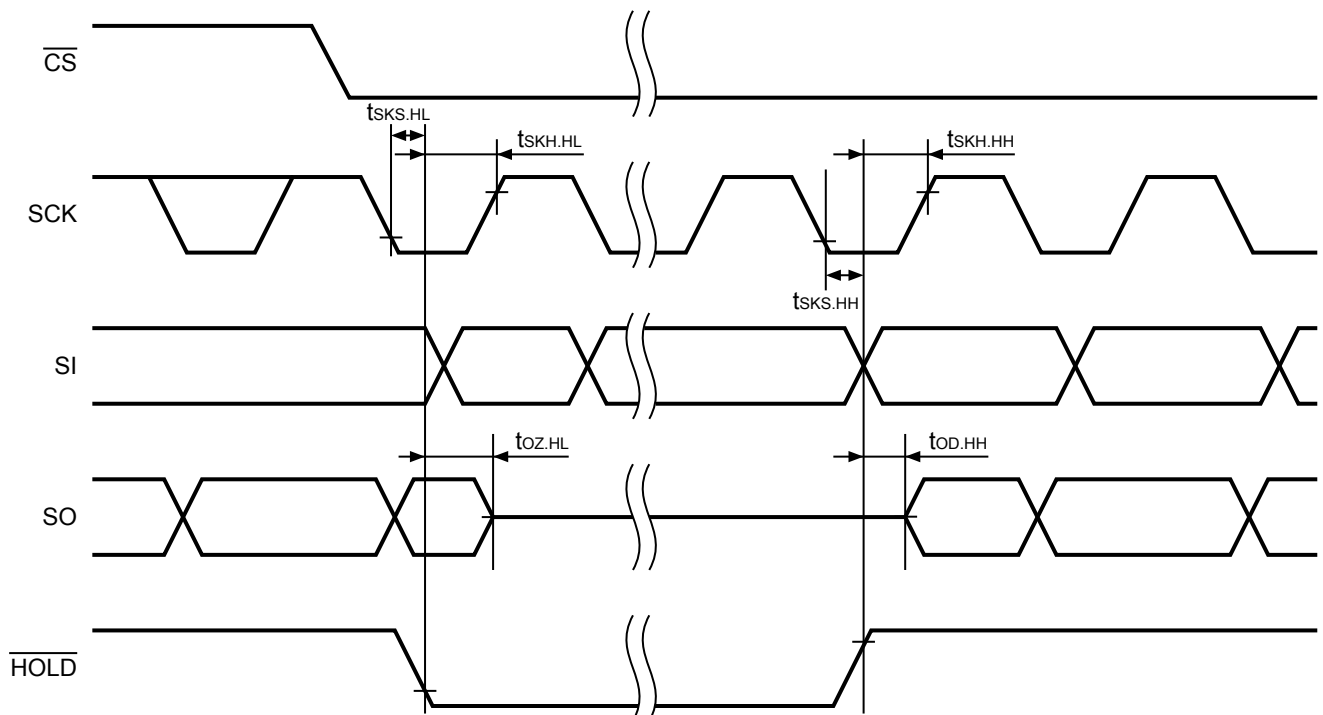 CS
tSKS.HL
tSKH.HL
tSKH.HH
SCK
tSKS.HH
SI
tOZ.HL
tOD.HH
SO
HOLD